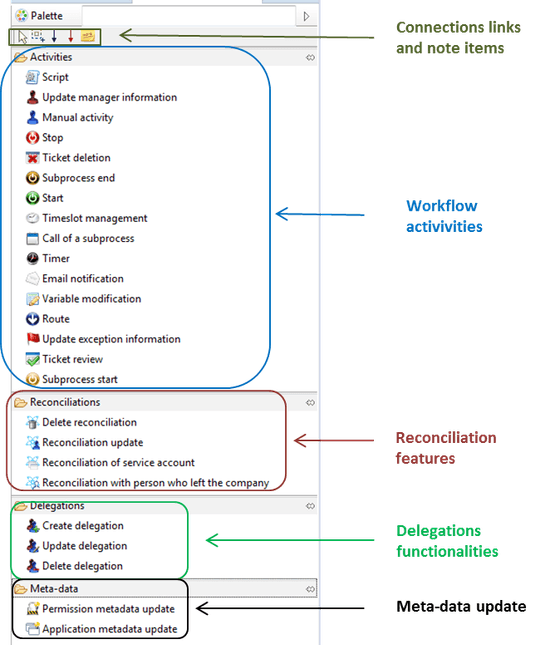 Palette
Connections links
and note items
Activities
Script
Update manager information
Manual activity
Stop
Ticket deletion
Subprocess end
Start
Timeslot management
Call of a subprocess
Timer
Email notification
Variable modification
Route
Update exception information
Ticket review
Subprocess start
Workflow
activivities
Reconciliations
Delete reconciliation
Reconciliation update
Reconciliation of service account
Reconciliation with person who left the company
Reconciliation
features
Delegations
Create delegation
Update delegation
Delete delegation
Delegations
functionalities
Meta-data
Permission metadata update
Application metadata update
Meta-data update